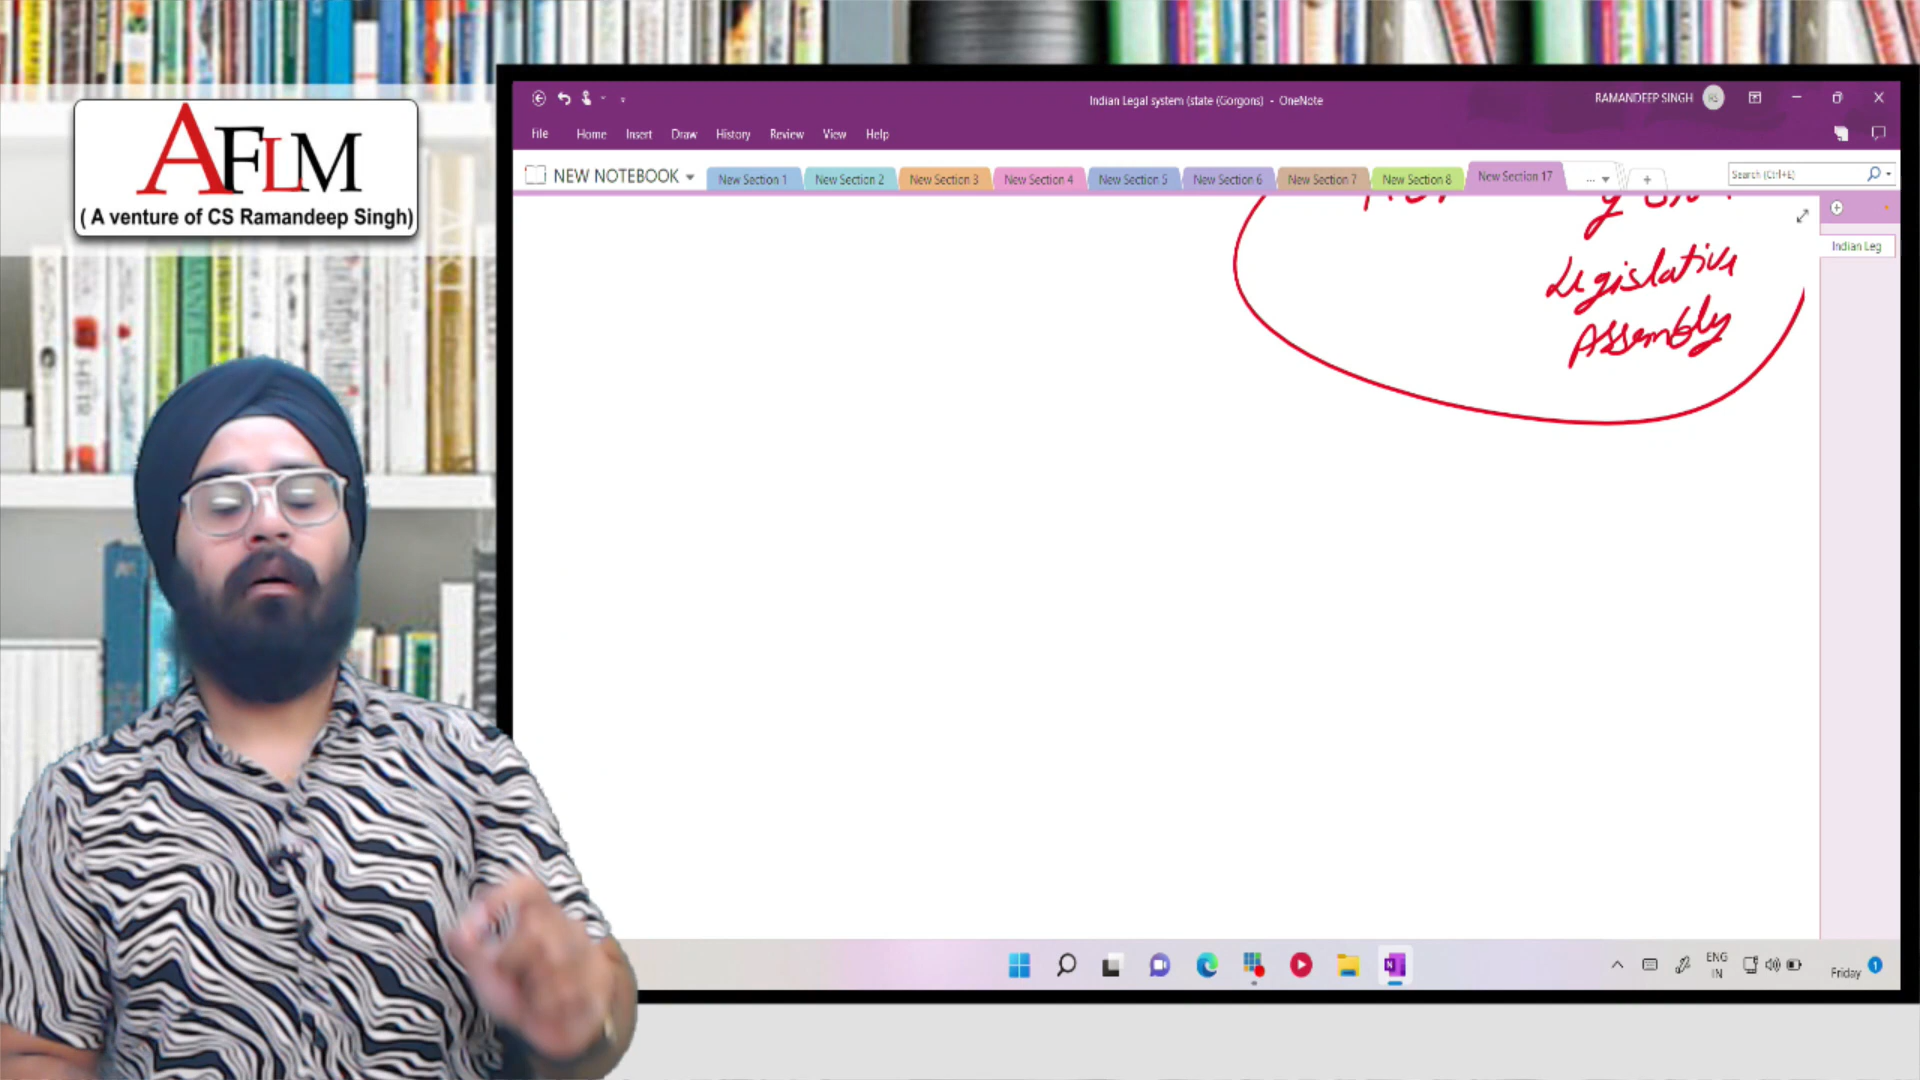 AFLM
( A venture of CS Ramandeep Singh)
Indian Legal system (state (Gorgons) - OneNote
RAMANDEEP SINGH
RS
File Home Insert Draw History Review View Help
NEW NOTEBOOK
New Section 1
New Section 2
New Section 3
New Section 4
New Section 5
New Section 6
New Section 7
New Section 8
New Section 17
...
Search (Ctrl+E)
Indian Leg
Legislative
Assembly
ENG
IN
Friday
1